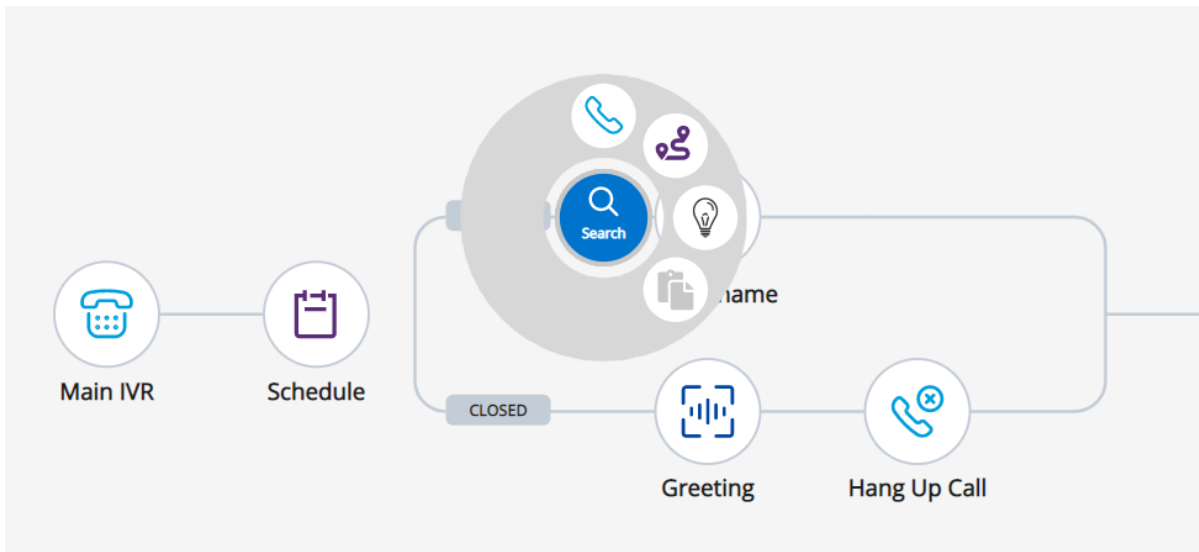 Search
name
Main IVR
Schedule
CLOSED
Greeting
Hang Up Call